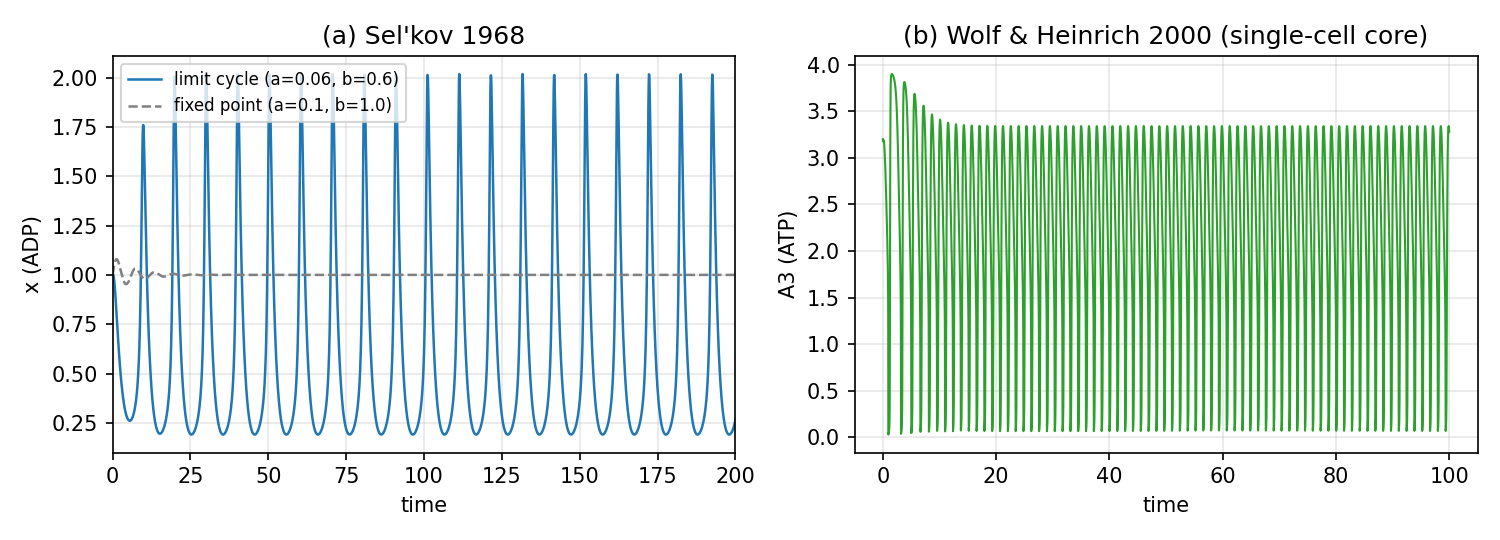 (a) Sel'kov 1968
2.00
1.75
1.50
1.25
1.00
0.75
0.50
0.25
x (ADP)
limit cycle (a=0.06, b=0.6)
fixed point (a=0.1, b=1.0)
0 25 50 75 100 125 150 175 200
time
(b) Wolf & Heinrich 2000 (single-cell core)
4.0
3.5
3.0
2.5
2.0
1.5
1.0
0.5
0.0
A3 (ATP)
0 20 40 60 80 100
time